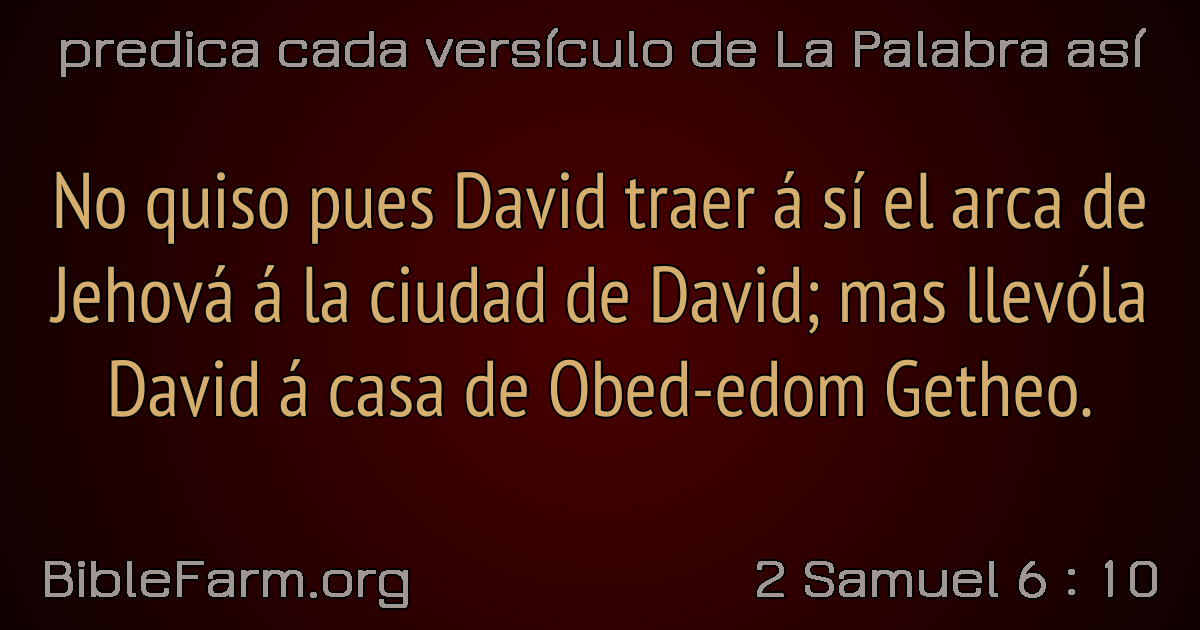 predica cada versículo de La Palabra así
No quiso pues David traer á sí el arca de
Jehová á la ciudad de David; mas llevóla
David á casa de Obed-edom Getheo.
BibleFarm.org
2 Samuel 6 : 10